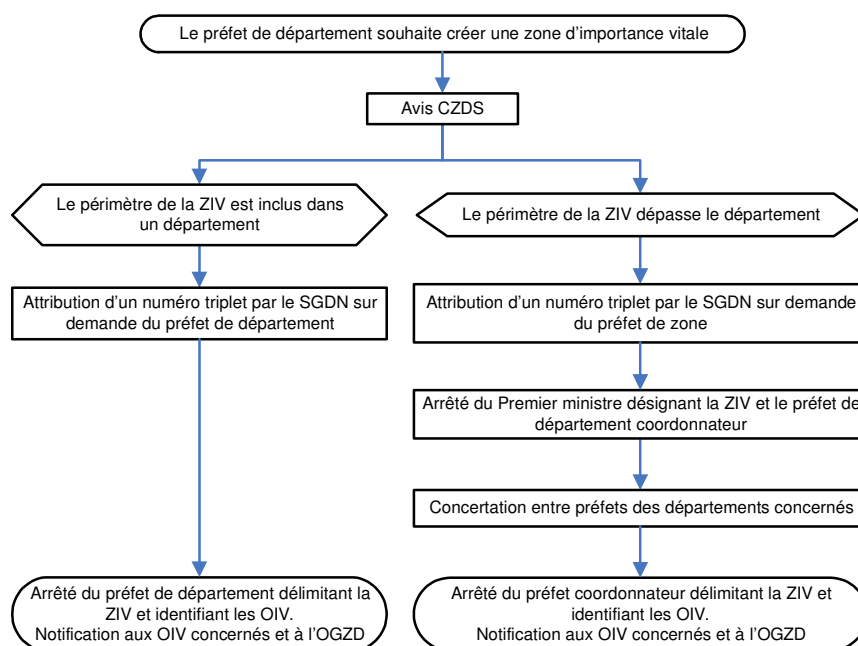 Le préfet de département souhaite créer une zone d'importance vitale
Avis CZDS
Le périmètre de la ZIV est inclus dans
un département
Le périmètre de la ZIV dépasse le département
Attribution d'un numéro triplet par le SGDN sur
demande du préfet de département
Attribution d'un numéro triplet par le SGDN sur demande
du préfet de zone
Arrêté du Premier ministre désignant la ZIV et le préfet de
département coordonnateur
Concertation entre préfets des départements concernés
Arrêté du préfet de département délimitant la
ZIV et identifiant les OIV.
Notification aux OIV concernés et à l'OGZD
Arrêté du préfet coordonnateur délimitant la ZIV et
identifiant les OIV.
Notification aux OIV concernés et à l'OGZD